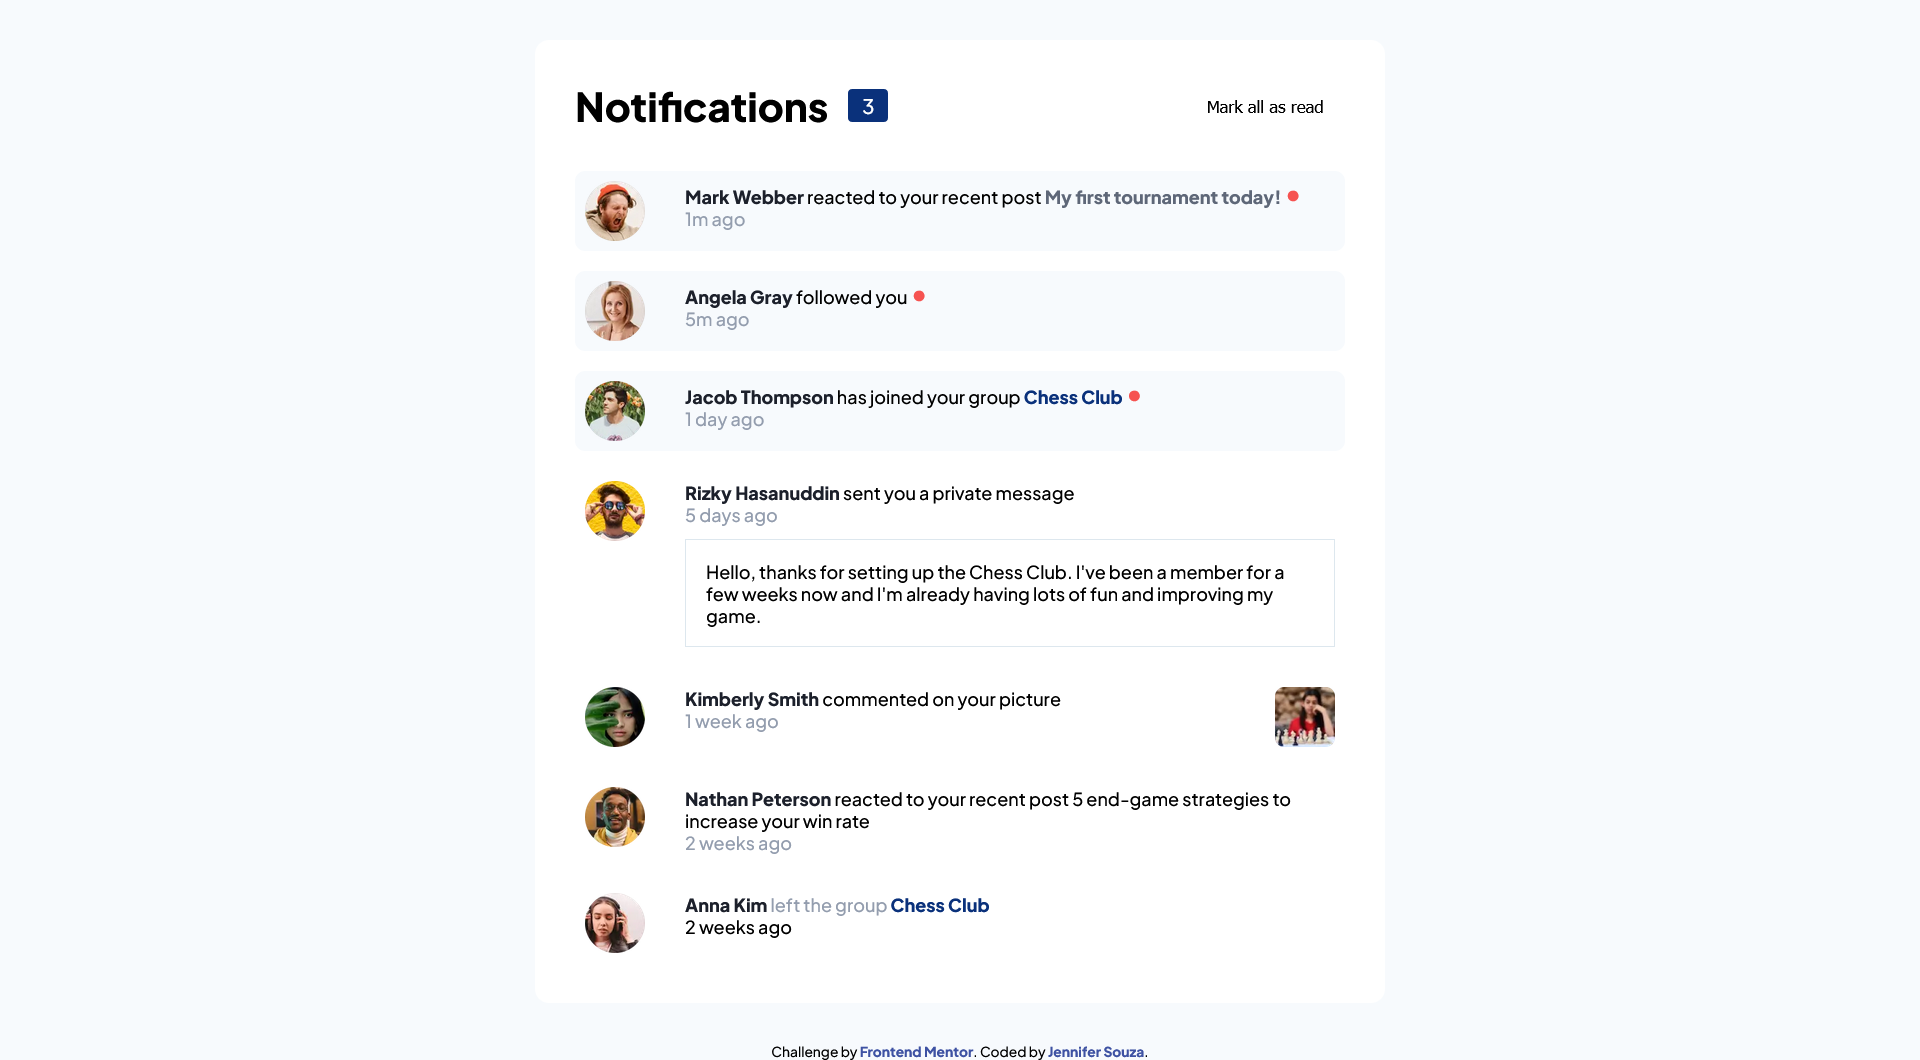 Notifications 3 Mark all as read
Mark Webber reacted to your recent post My first tournament today!
1m ago
Angela Gray followed you
5m ago
Jacob Thompson has joined your group Chess Club
1 day ago
Rizky Hasanuddin sent you a private message
5 days ago
Hello, thanks for setting up the Chess Club. I've been a member for a
few weeks now and I'm already having lots of fun and improving my
game.
Kimberly Smith commented on your picture
1 week ago
Nathan Peterson reacted to your recent post 5 end-game strategies to
increase your win rate
2 weeks ago
Anna Kim left the group Chess Club
2 weeks ago
Challenge by Frontend Mentor. Coded by Jennifer Souza.